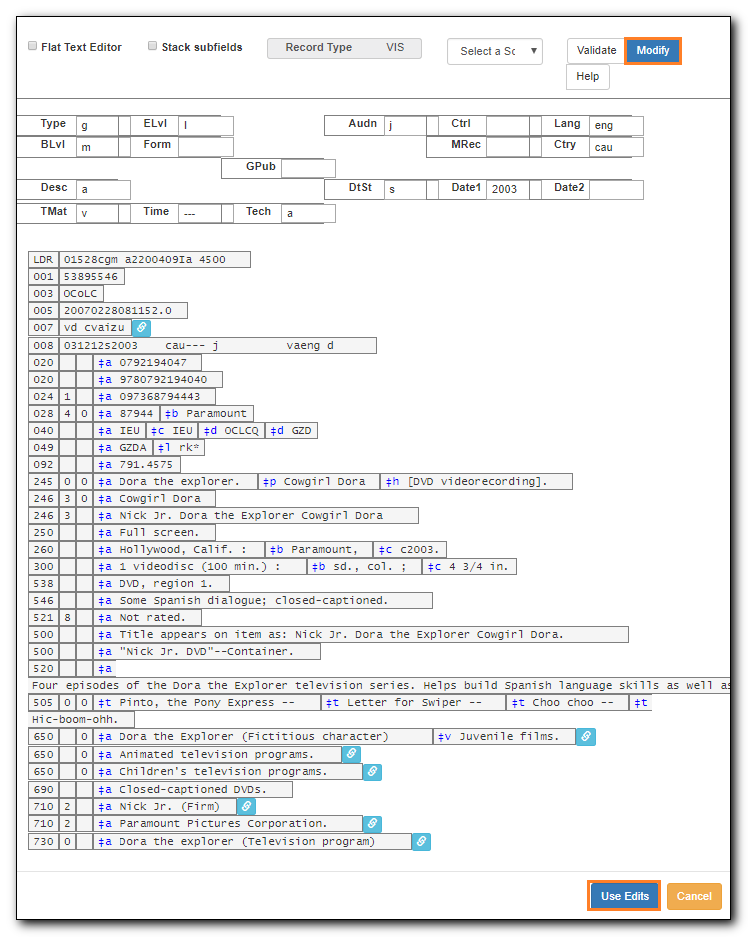 Flat Text Editor Stack subfields Record Type VIS Select a Sc Validate Modify
Help
Type g ELvl I Audn j Ctrl Lang eng
BLvl m Form MRec Ctry cau
GPub
Desc a DtSt s Date1 2003 Date2
TMat v Time --- Tech a
LDR 01528cgm a2200409Ia 4500
001 53895546
003 OCoLC
005 20070228081152.0
007 vd cvaizu
008 031212s2003 cau--- j vaeng d
020 ‡a 0792194047
020 ‡a 9780792194040
024 1 ‡a 097368794443
028 4 0 ‡a 87944 ‡b Paramount
040 ‡a IEU ‡c IEU ‡d OCLCQ ‡d GZD
049 ‡a GZDA ‡l rk*
092 ‡a 791.4575
245 0 0 ‡a Dora the explorer. ‡p Cowgirl Dora ‡h [DVD videorecording].
246 3 0 ‡a Cowgirl Dora
246 3 ‡a Nick Jr. Dora the Explorer Cowgirl Dora
250 ‡a Full screen.
260 ‡a Hollywood, Calif. : ‡b Paramount, ‡c c2003.
300 ‡a 1 videodisc (100 min.) : ‡b sd., col. ; ‡c 4 3/4 in.
538 ‡a DVD, region 1.
546 ‡a Some Spanish dialogue; closed-captioned.
521 8 ‡a Not rated.
500 ‡a Title appears on item as: Nick Jr. Dora the Explorer Cowgirl Dora.
500 ‡a "Nick Jr. DVD"--Container.
520 ‡a
Four episodes of the Dora the Explorer television series. Helps build Spanish language skills as well as
505 0 0 ‡t Pinto, the Pony Express -- ‡t Letter for Swiper -- ‡t Choo choo -- ‡t
Hic-boom-ohh.
650 0 ‡a Dora the Explorer (Fictitious character) ‡v Juvenile films.
650 0 ‡a Animated television programs.
650 0 ‡a Children's television programs.
690 ‡a Closed-captioned DVDs.
710 2 ‡a Nick Jr. (Firm)
710 2 ‡a Paramount Pictures Corporation.
730 0 ‡a Dora the explorer (Television program)
Use Edits Cancel